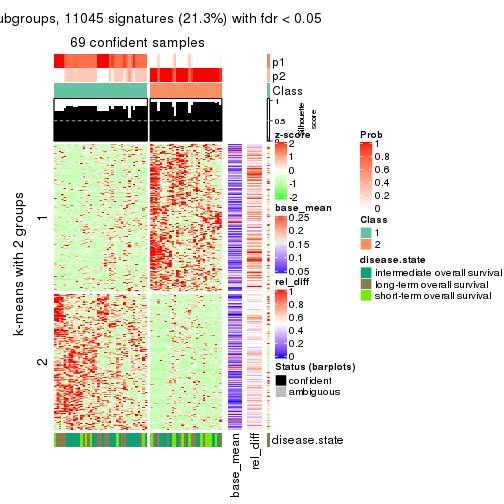 ubgroups, 11045 signatures (21.3%) with fdr < 0.05
69 confident samples
p1
p2
Class
1
0.5
0
Silhouette
score
k-means with 2 groups
1
2
z-score
2
1
0
-1
-2
base_mean
0.25
0.2
0.15
0.1
0.05
rel_diff
1
0.8
0.6
0.4
0.2
0
Status (barplots)
confident
ambiguous
Prob
1
0.8
0.6
0.4
0.2
0
Class
1
2
disease.state
intermediate overall survival
long-term overall survival
short-term overall survival
disease.state
base_mean
rel_diff